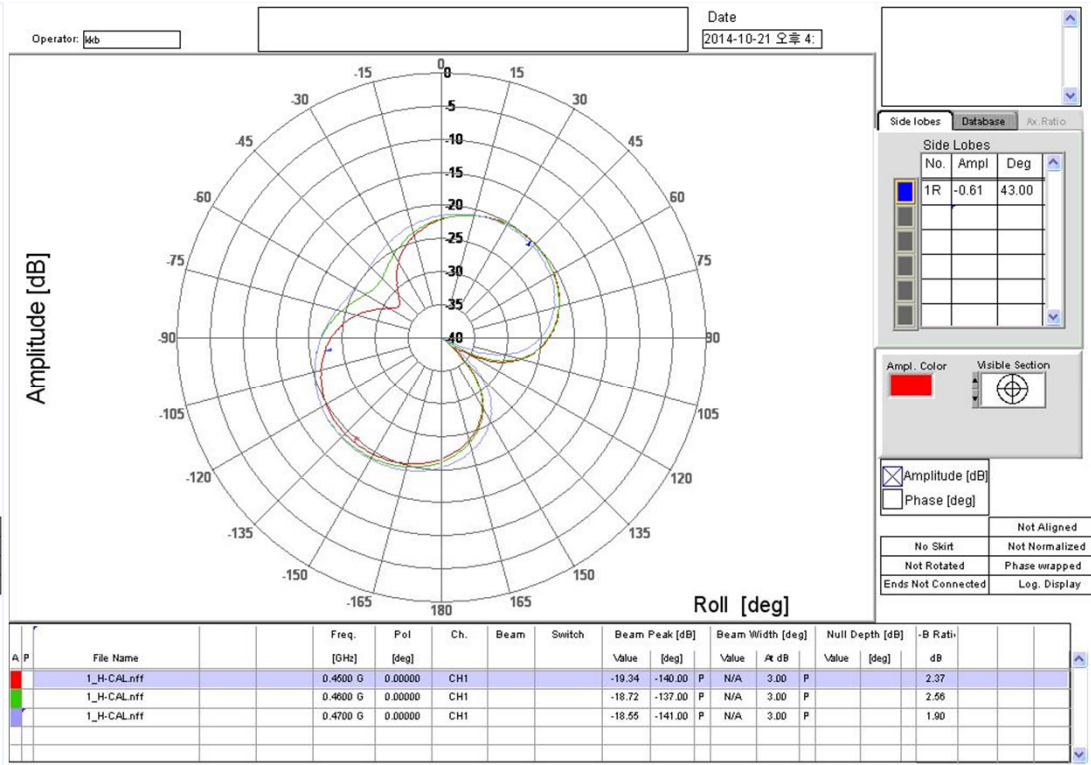 Date
Operator: kkb
2014-10-21 오후 4:
Side lobes Database Ax.Ratio
Side Lobes
No. Ampl Deg
1R -0.61 43.00
Ampl. Color Visible Section
Amplitude [dB]
Phase [deg]
Not Aligned
No Skirt Not Normalized
Not Rotated Phase wrapped
Ends Not Connected Log. Display
Amplitude [dB]
0
-15 0 15
-30 30
-5
-10
-45 45
-15
-60 60
-20
-25
-75 75
-30
-35
-90 -40 90
-105 105
-120 120
-135 135
-150 150
-165 180 165
Roll [deg]
Freq. Pol Ch. Beam Switch Beam Peak [dB] Beam Width [deg] Null Depth [dB] -B Rati
A P File Name [GHz] [deg] Value [deg] Value At dB Value [deg] dB
1_H-CAL.nff 0.4500 G 0.00000 CH1 -19.34 -140.00 P N/A 3.00 P 2.37
1_H-CAL.nff 0.4600 G 0.00000 CH1 -18.72 -137.00 P N/A 3.00 P 2.56
1_H-CAL.nff 0.4700 G 0.00000 CH1 -18.55 -141.00 P N/A 3.00 P 1.90